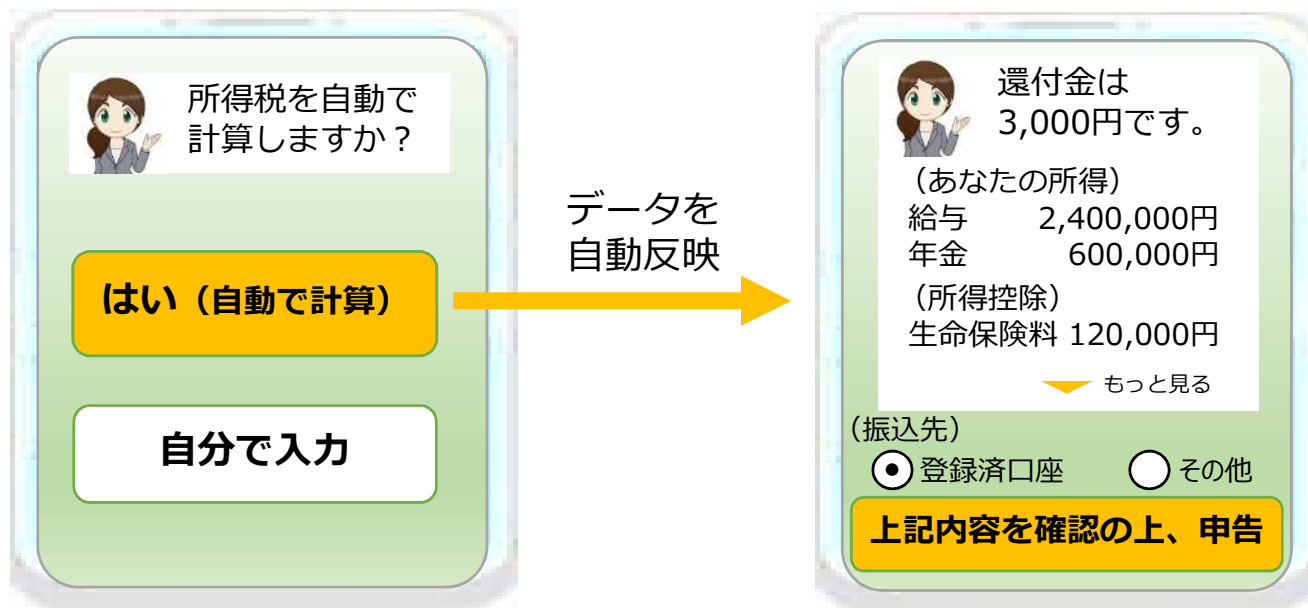 所得税を自動で
計算しますか？
はい（自動で計算）
自分で入力
データを
自動反映
還付金は
3,000円です。
（あなたの所得）
給与 2,400,000円
年金 600,000円
（所得控除）
生命保険料 120,000円
もっと見る
（振込先）
登録済口座 その他
上記内容を確認の上、申告